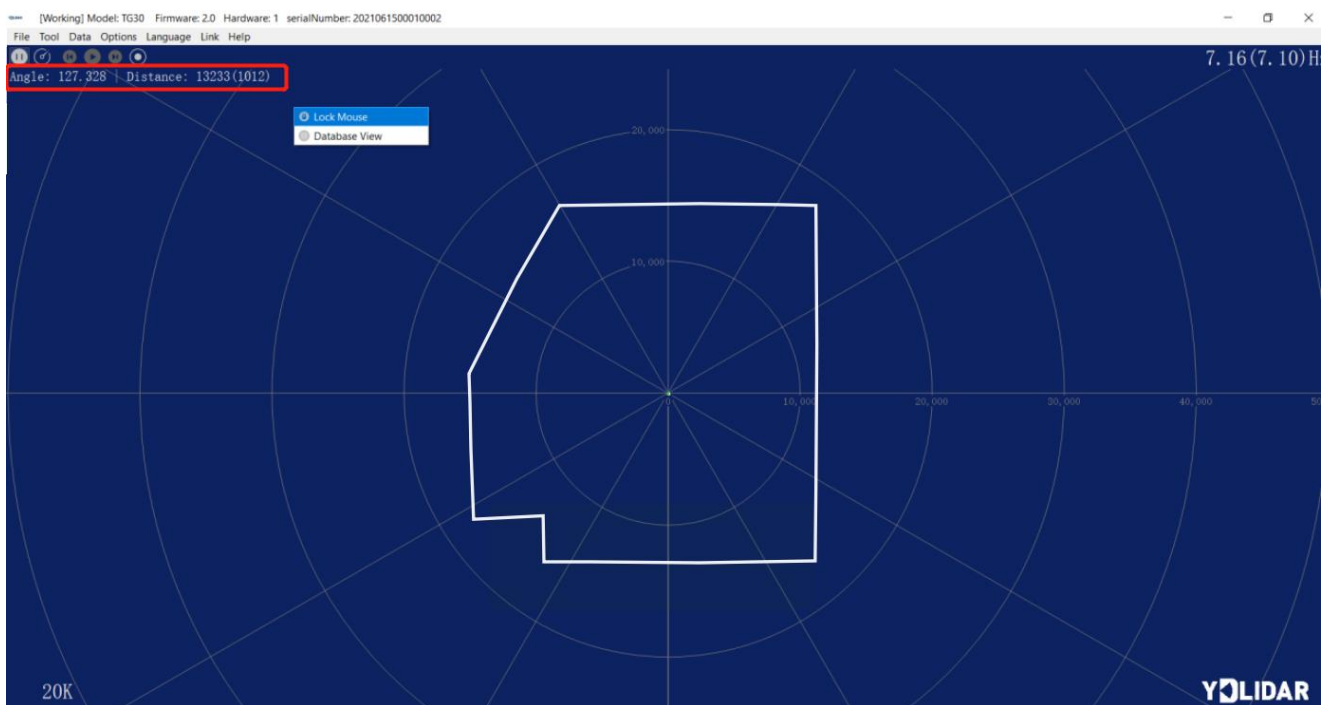 [Working] Model: TG30 Firmware: 2.0 Hardware: 1 serialNumber: 2021061500010002
File Tool Data Options Language Link Help
7.16(7.10)H
Angle: 127.328 | Distance: 13233(1012)
Lock Mouse
Database View
20,000
10,000
0 10,000 20,000 30,000 40,000 50
20K
YDLIDAR